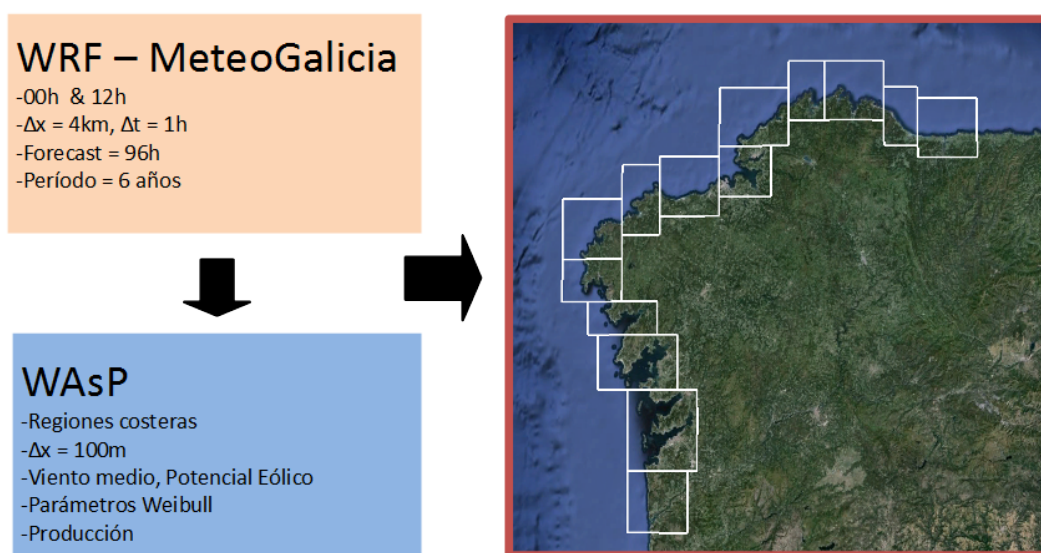 WRF – MeteoGalicia
-00h & 12h
-Δx = 4km, Δt = 1h
-Forecast = 96h
-Período = 6 años
WAsP
-Regiones costeras
-Δx = 100m
-Viento medio, Potencial Eólico
-Parámetros Weibull
-Producción